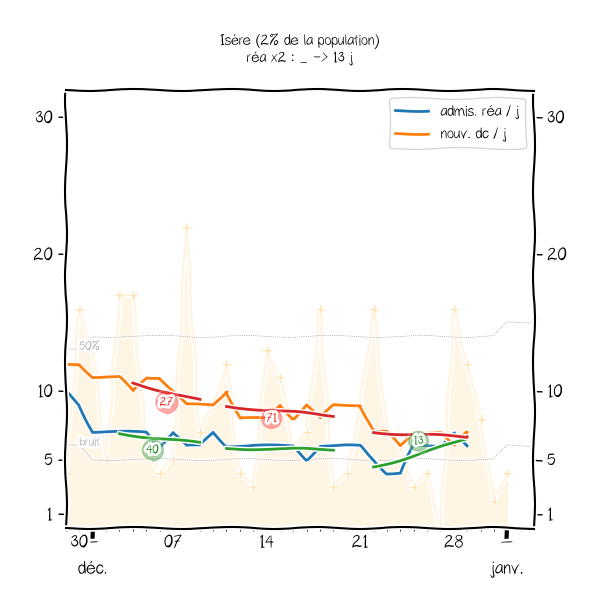 Isère (2% de la population)
réa x2 : _ -> 13 j
admis. réa / j
nouv. dc / j
30
30
20
20
50%
10
10
27
71
13
bruit
40
5
5
1
1
30 07 14 21 28
déc. janv.